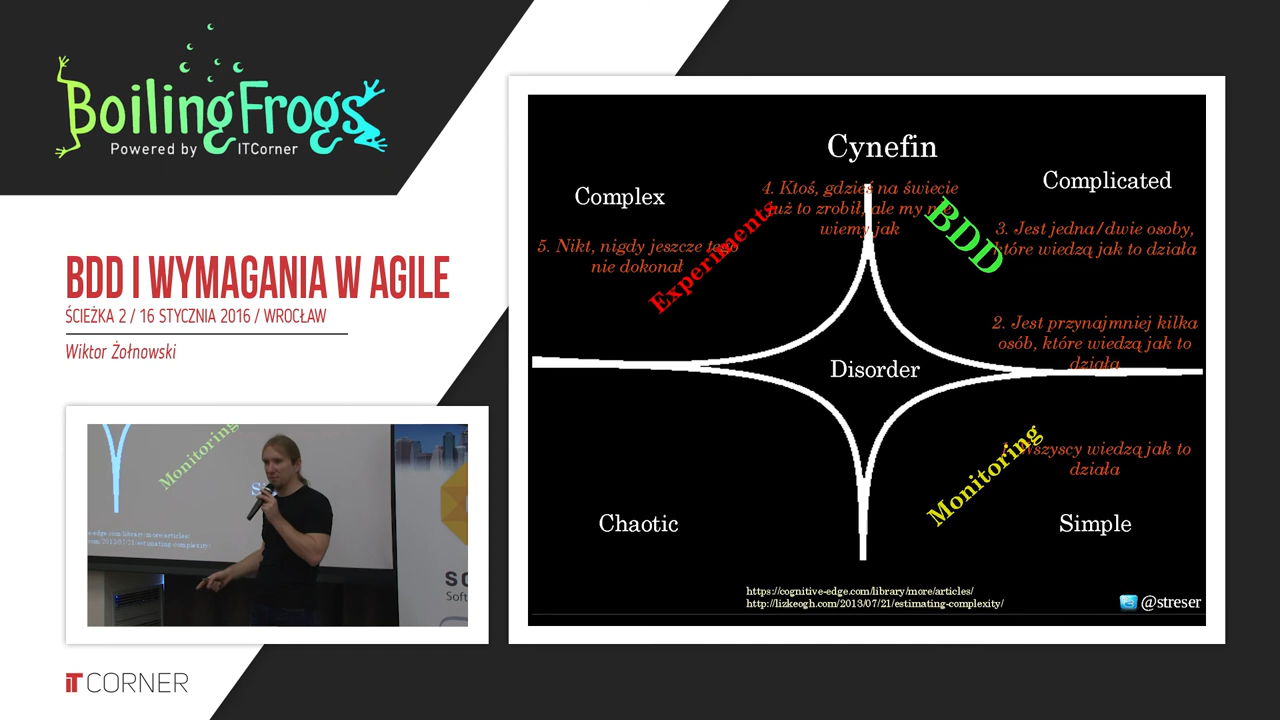 BoilingFrogs
Powered by ITCorner
BDD I WYMAGANIA W AGILE
ŚCIEŻKA 2 / 16 STYCZNIA 2016 / WROCŁAW
Wiktor Żołnowski
Monitoring
IT CORNER
Cynefin
Complex
Complicated
4. Ktoś, gdzieś na świecie
już to zrobił, ale my nie
wiemy jak
Experiments
BDD
5. Nikt, nigdy jeszcze tego
nie dokonał
3. Jest jedna/dwie osoby,
które wiedzą jak to działa
2. Jest przynajmniej kilka
osób, które wiedzą jak to
działa
Disorder
Monitoring
Wszyscy wiedzą jak to
działa
Chaotic
Simple
https://cognitive-edge.com/library/more/articles/
http://lizkeogh.com/2013/07/21/estimating-complexity/
@streser